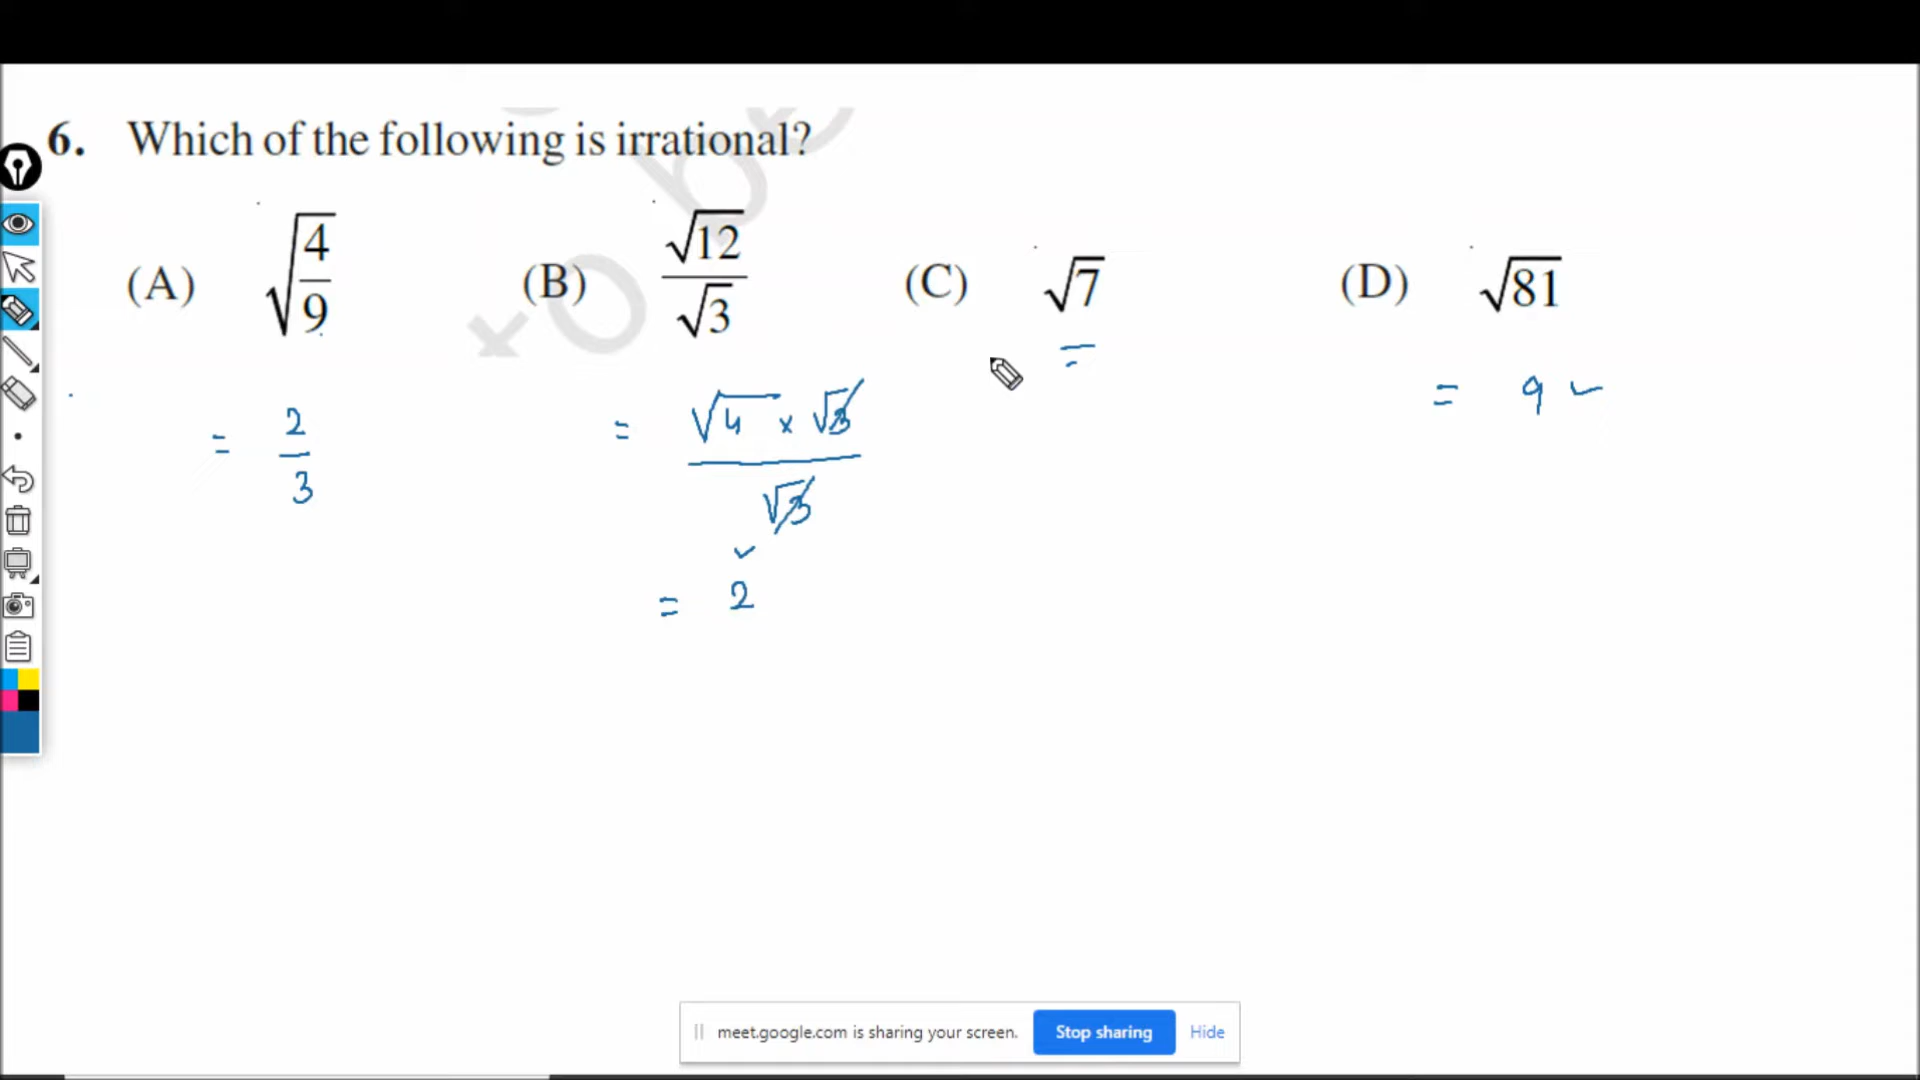 6. Which of the following is irrational?
(A) √(4/9) (B) √12/√3 (C) √7 (D) √81
= 2/3 = √4 × √3 / √3 = 9 ✓
✓
= 2
meet.google.com is sharing your screen. Stop sharing Hide